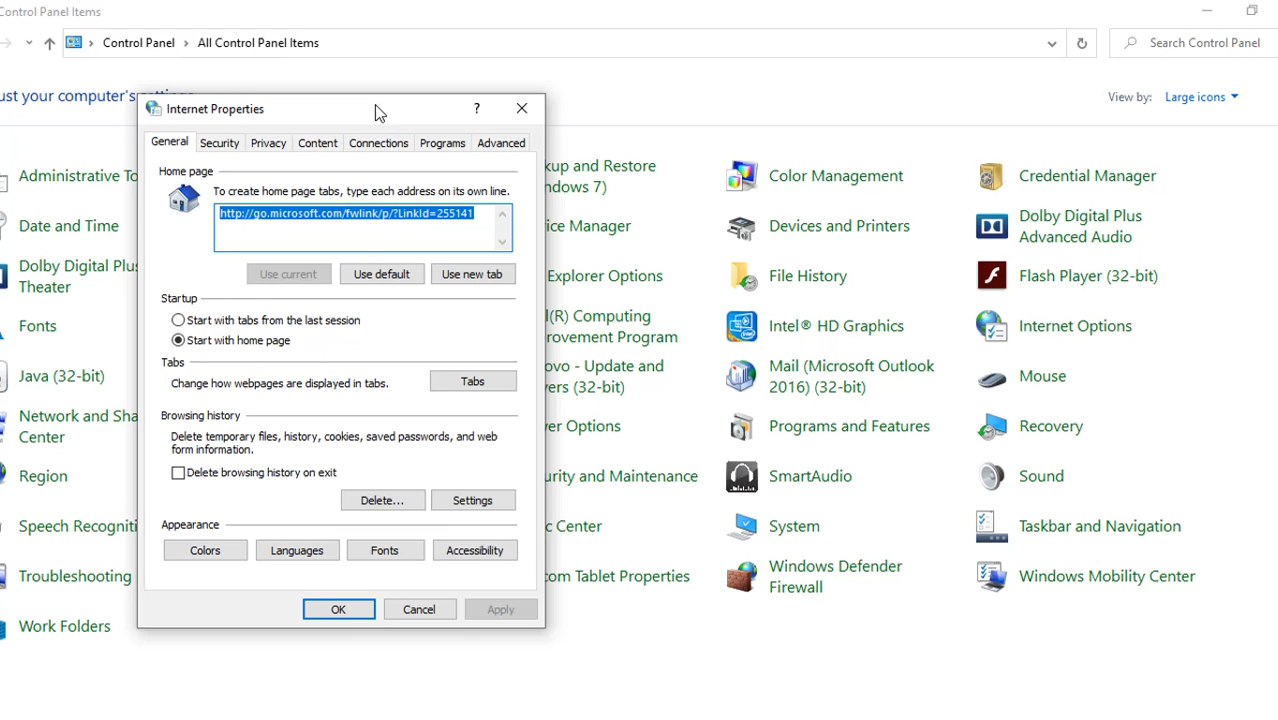 Control Panel Items
Control Panel > All Control Panel Items
Search Control Panel
ust your computer's settings
View by: Large icons
Internet Properties
?
General Security Privacy Content Connections Programs Advanced
Home page
To create home page tabs, type each address on its own line.
http://go.microsoft.com/fwlink/p/?LinkId=255141
Use current Use default Use new tab
Startup
Start with tabs from the last session
Start with home page
Tabs
Change how webpages are displayed in tabs.
Tabs
Browsing history
Delete temporary files, history, cookies, saved passwords, and web
form information.
Delete browsing history on exit
Delete... Settings
Appearance
Colors Languages Fonts Accessibility
OK Cancel Apply
Administrative To
Date and Time
Dolby Digital Plus
Theater
Fonts
Java (32-bit)
Network and Sha
Center
Region
Speech Recogniti
Troubleshooting
Work Folders
kup and Restore
ndows 7)
ice Manager
Explorer Options
l(R) Computing
provement Program
ovo - Update and
vers (32-bit)
er Options
urity and Maintenance
c Center
com Tablet Properties
Color Management
Devices and Printers
File History
Intel® HD Graphics
Mail (Microsoft Outlook
2016) (32-bit)
Programs and Features
SmartAudio
System
Windows Defender
Firewall
Credential Manager
Dolby Digital Plus
Advanced Audio
Flash Player (32-bit)
Internet Options
Mouse
Recovery
Sound
Taskbar and Navigation
Windows Mobility Center